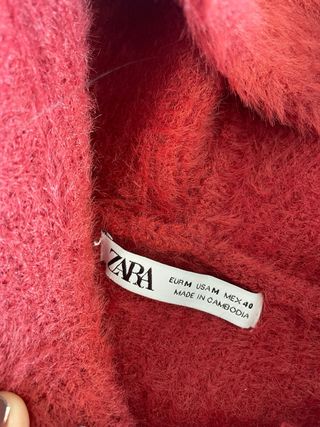 ZARA
EUR M USA M MEX 40
MADE IN CAMBODIA